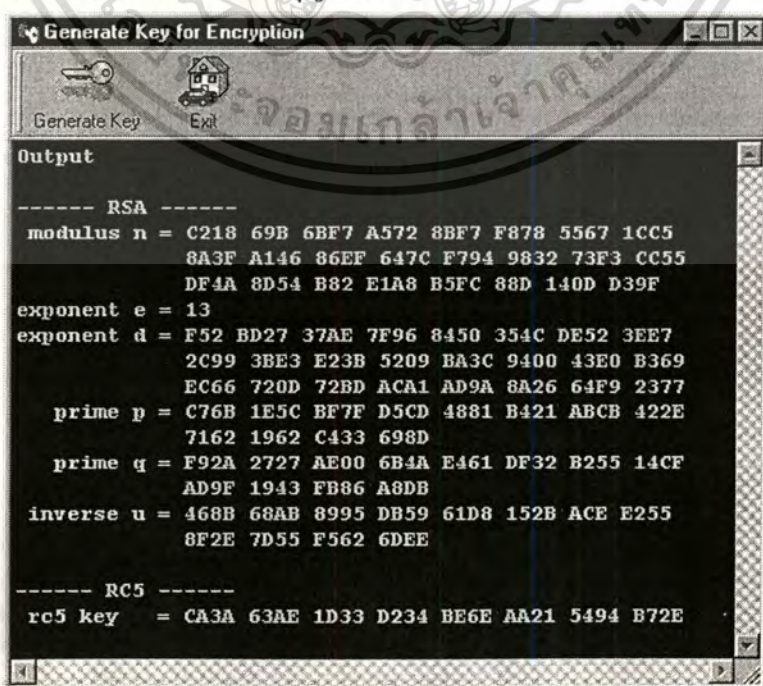 Generate Key for Encryption
Generate Key Exit
Output
------ RSA ------
modulus n = C218 69B 6BF7 A572 8BF7 F878 5567 1CC5
8A3F A146 86EF 647C F794 9832 73F3 CC55
DF4A 8D54 B82 E1A8 B5FC 88D 140D D39F
exponent e = 13
exponent d = F52 BD27 37AE 7F96 8450 354C DE52 3EE7
2C99 3BE3 E23B 5209 BA3C 9400 43E0 B369
EC66 720D 72BD ACA1 AD9A 8A26 64F9 2377
prime p = C76B 1E5C BF7F D5CD 4881 B421 ABCB 422E
7162 1962 C433 698D
prime q = F92A 2727 AE00 6B4A E461 DF32 B255 14CF
AD9F 1943 FB86 A8DB
inverse u = 468B 68AB 8995 DB59 61D8 152B ACE E255
8F2E 7D55 F562 6DEE
------ RC5 ------
rc5 key = CA3A 63AE 1D33 D234 BE6E AA21 5494 B72E